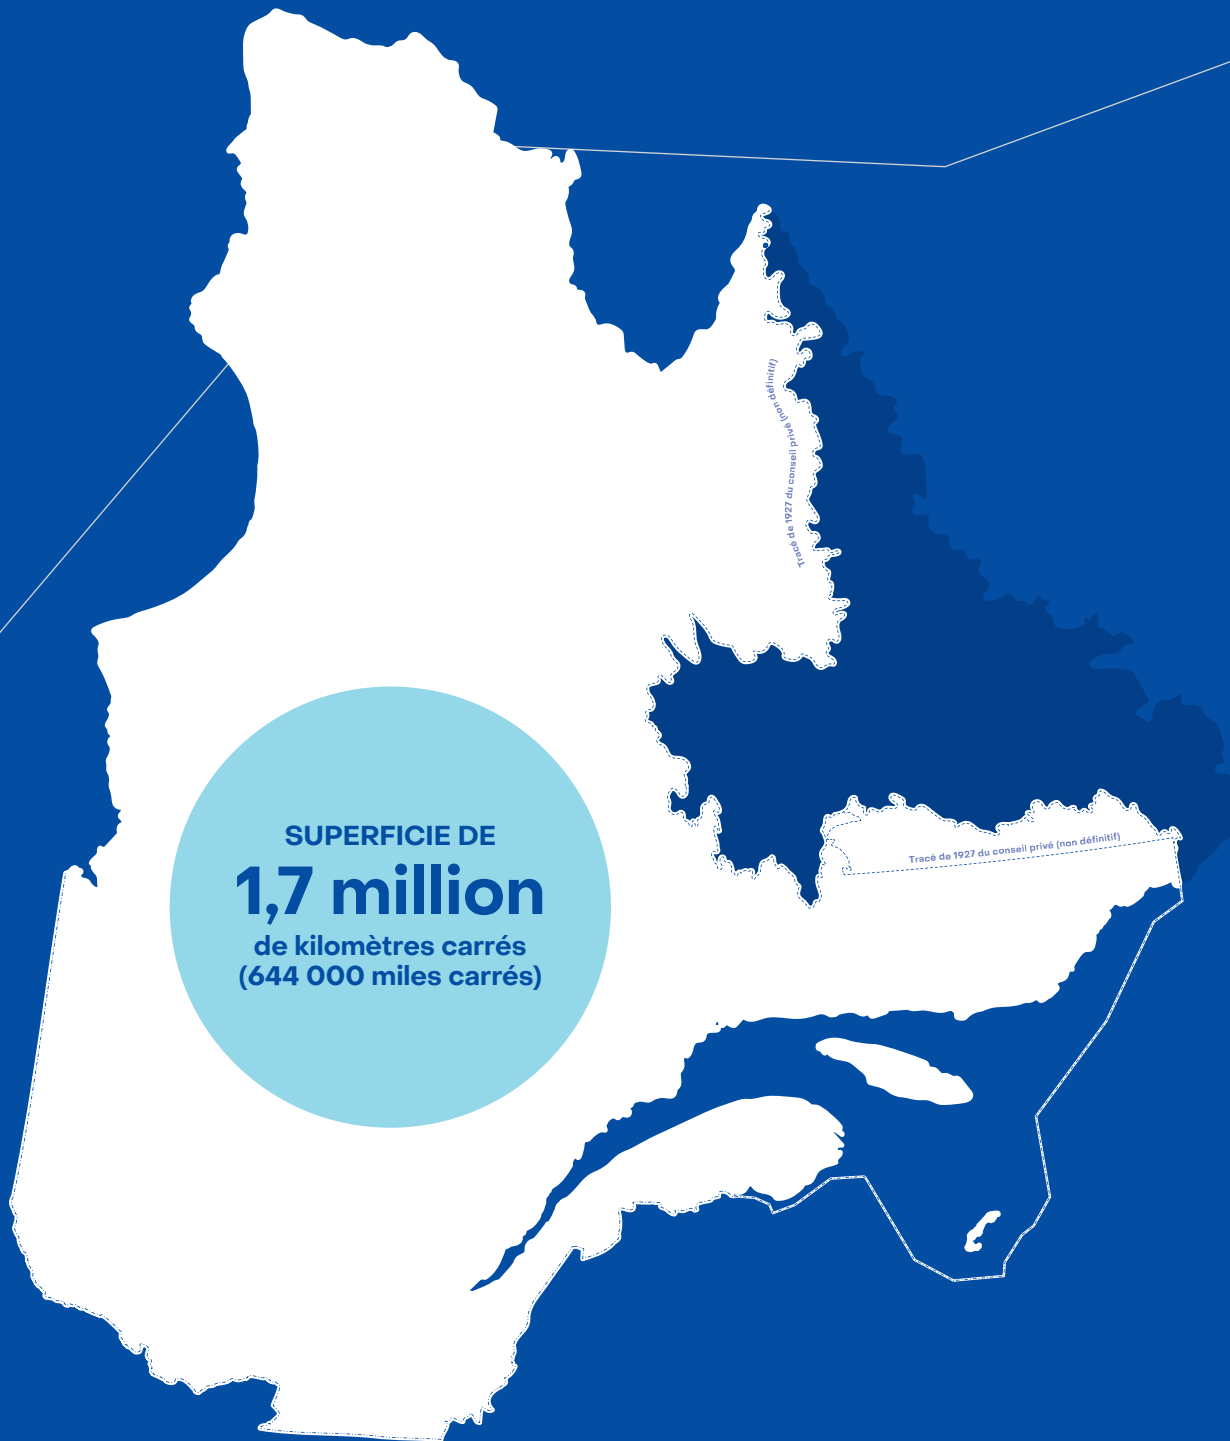 Tracé de 1927 du conseil privé (non définitif)
SUPERFICIE DE
1,7 million
de kilomètres carrés
(644 000 miles carrés)
Tracé de 1927 du conseil privé (non définitif)